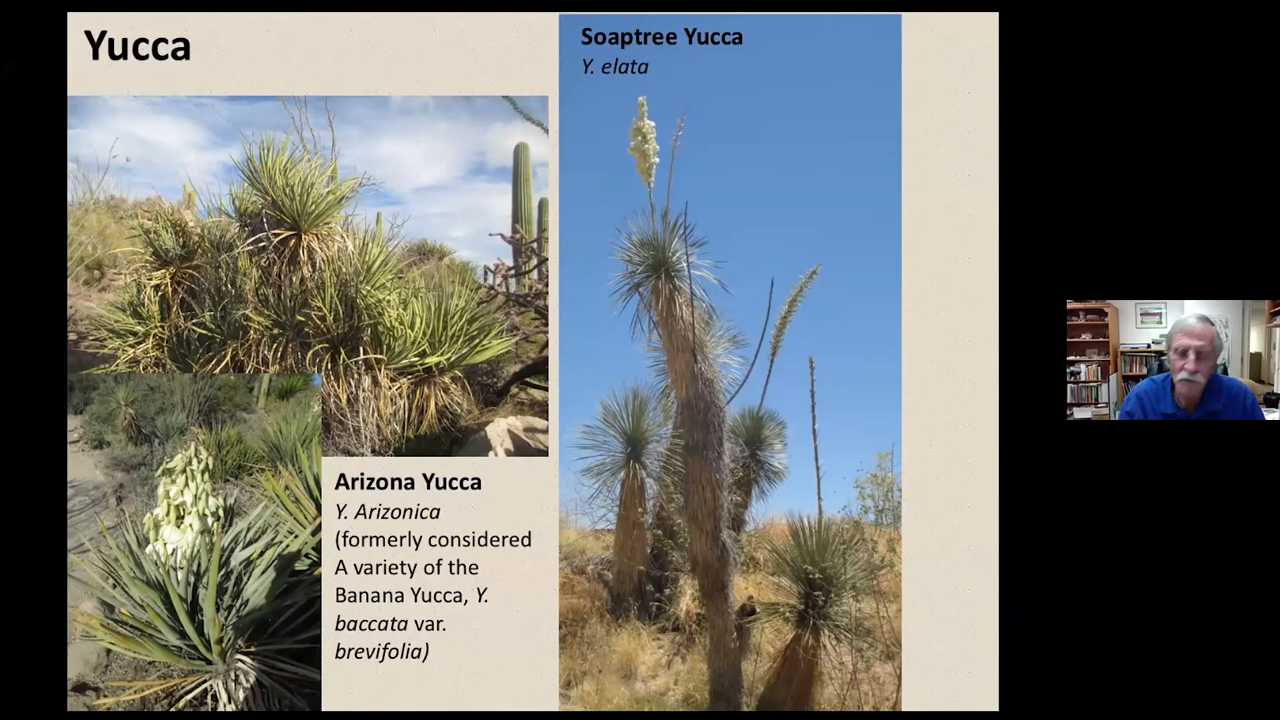 Yucca
Soaptree Yucca
Y. elata
Arizona Yucca
Y. Arizonica
(formerly considered
A variety of the
Banana Yucca, Y.
baccata var.
brevifolia)